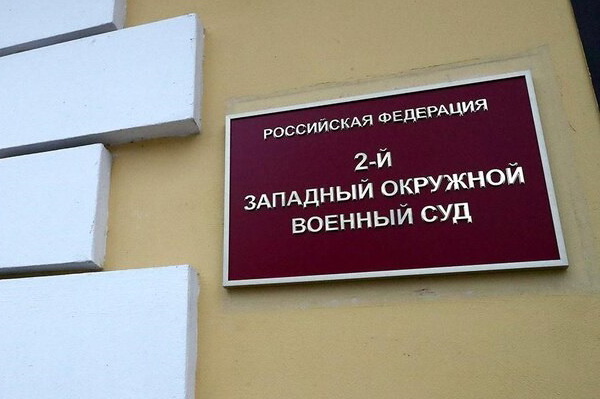 РОССИЙСКАЯ ФЕДЕРАЦИЯ
2-й
ЗАПАДНЫЙ ОКРУЖНОЙ
ВОЕННЫЙ СУД